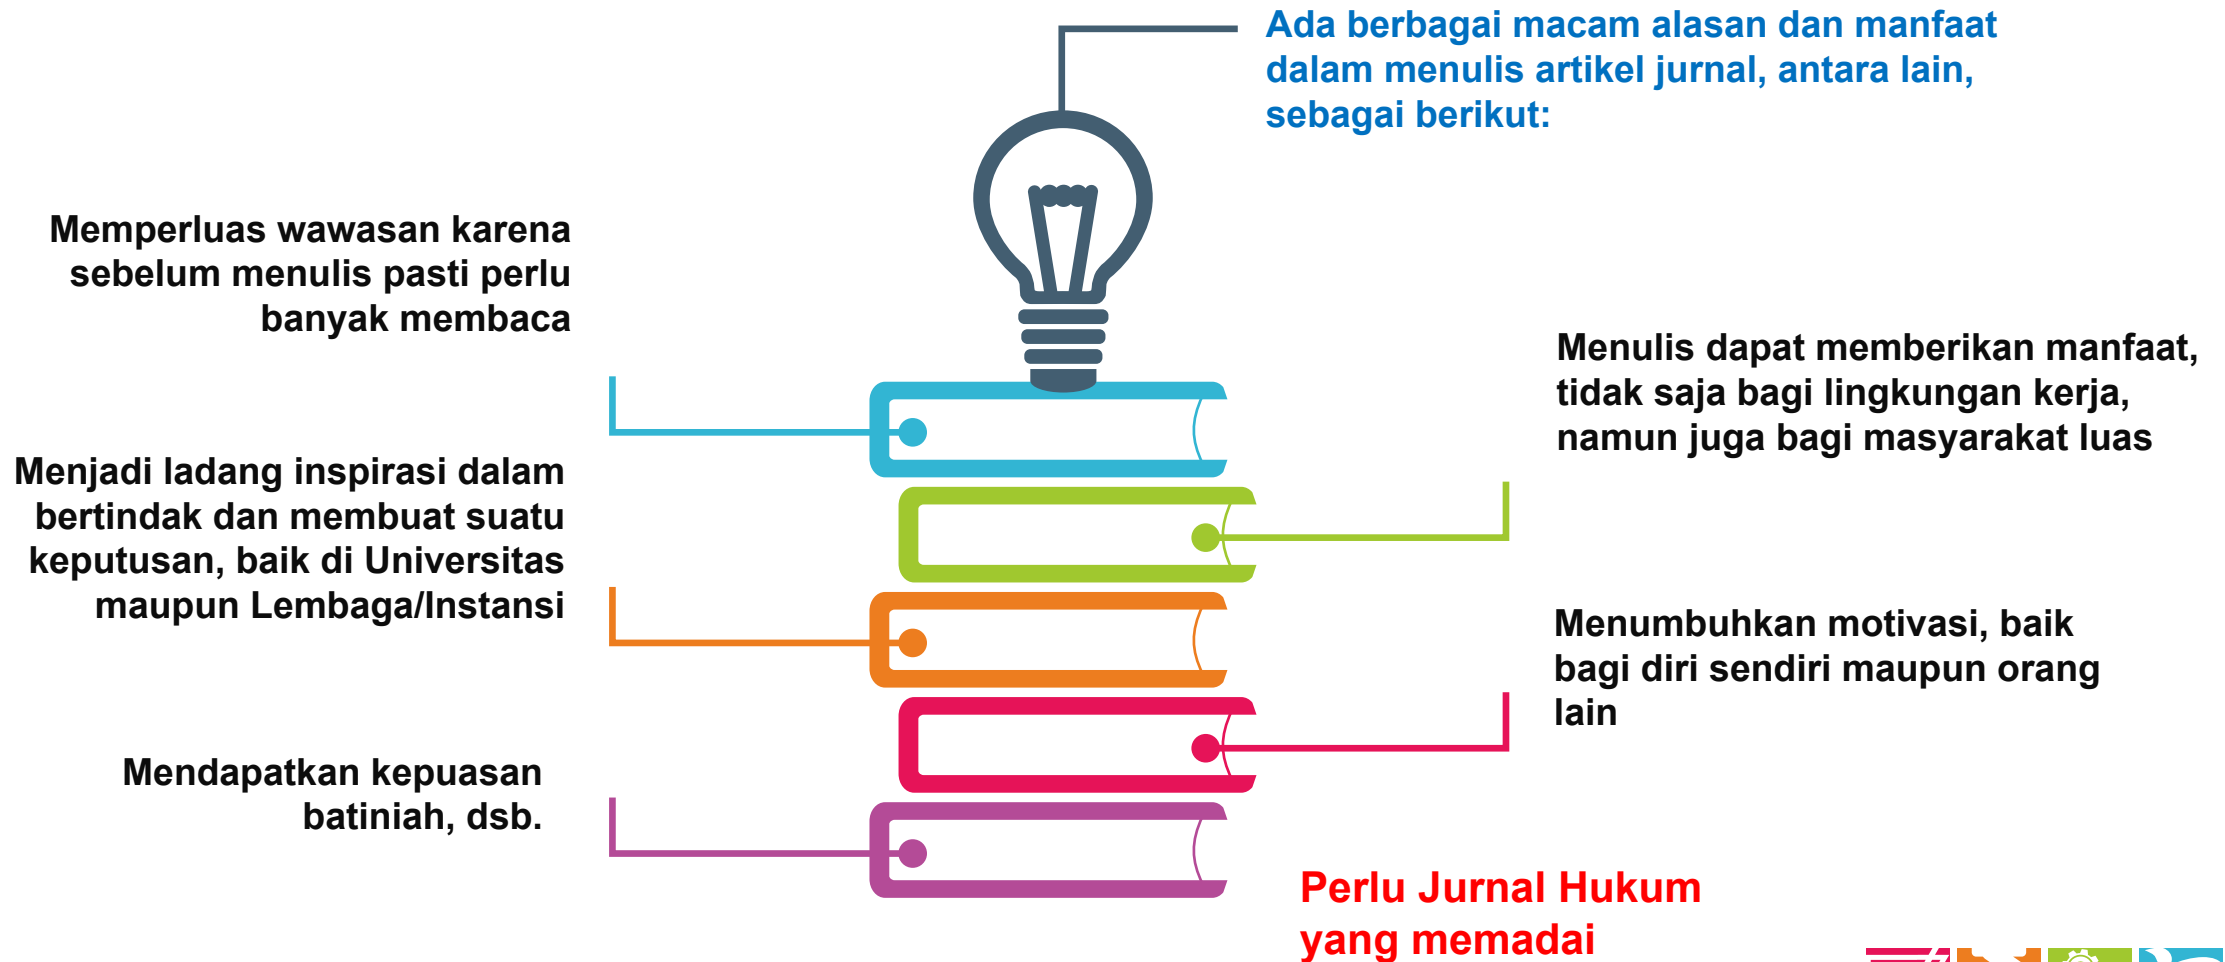 Ada berbagai macam alasan dan manfaat
dalam menulis artikel jurnal, antara lain,
sebagai berikut:
Memperluas wawasan karena
sebelum menulis pasti perlu
banyak membaca
Menulis dapat memberikan manfaat,
tidak saja bagi lingkungan kerja,
namun juga bagi masyarakat luas
Menjadi ladang inspirasi dalam
bertindak dan membuat suatu
keputusan, baik di Universitas
maupun Lembaga/Instansi
Menumbuhkan motivasi, baik
bagi diri sendiri maupun orang
lain
Mendapatkan kepuasan
batiniah, dsb.
Perlu Jurnal Hukum
yang memadai